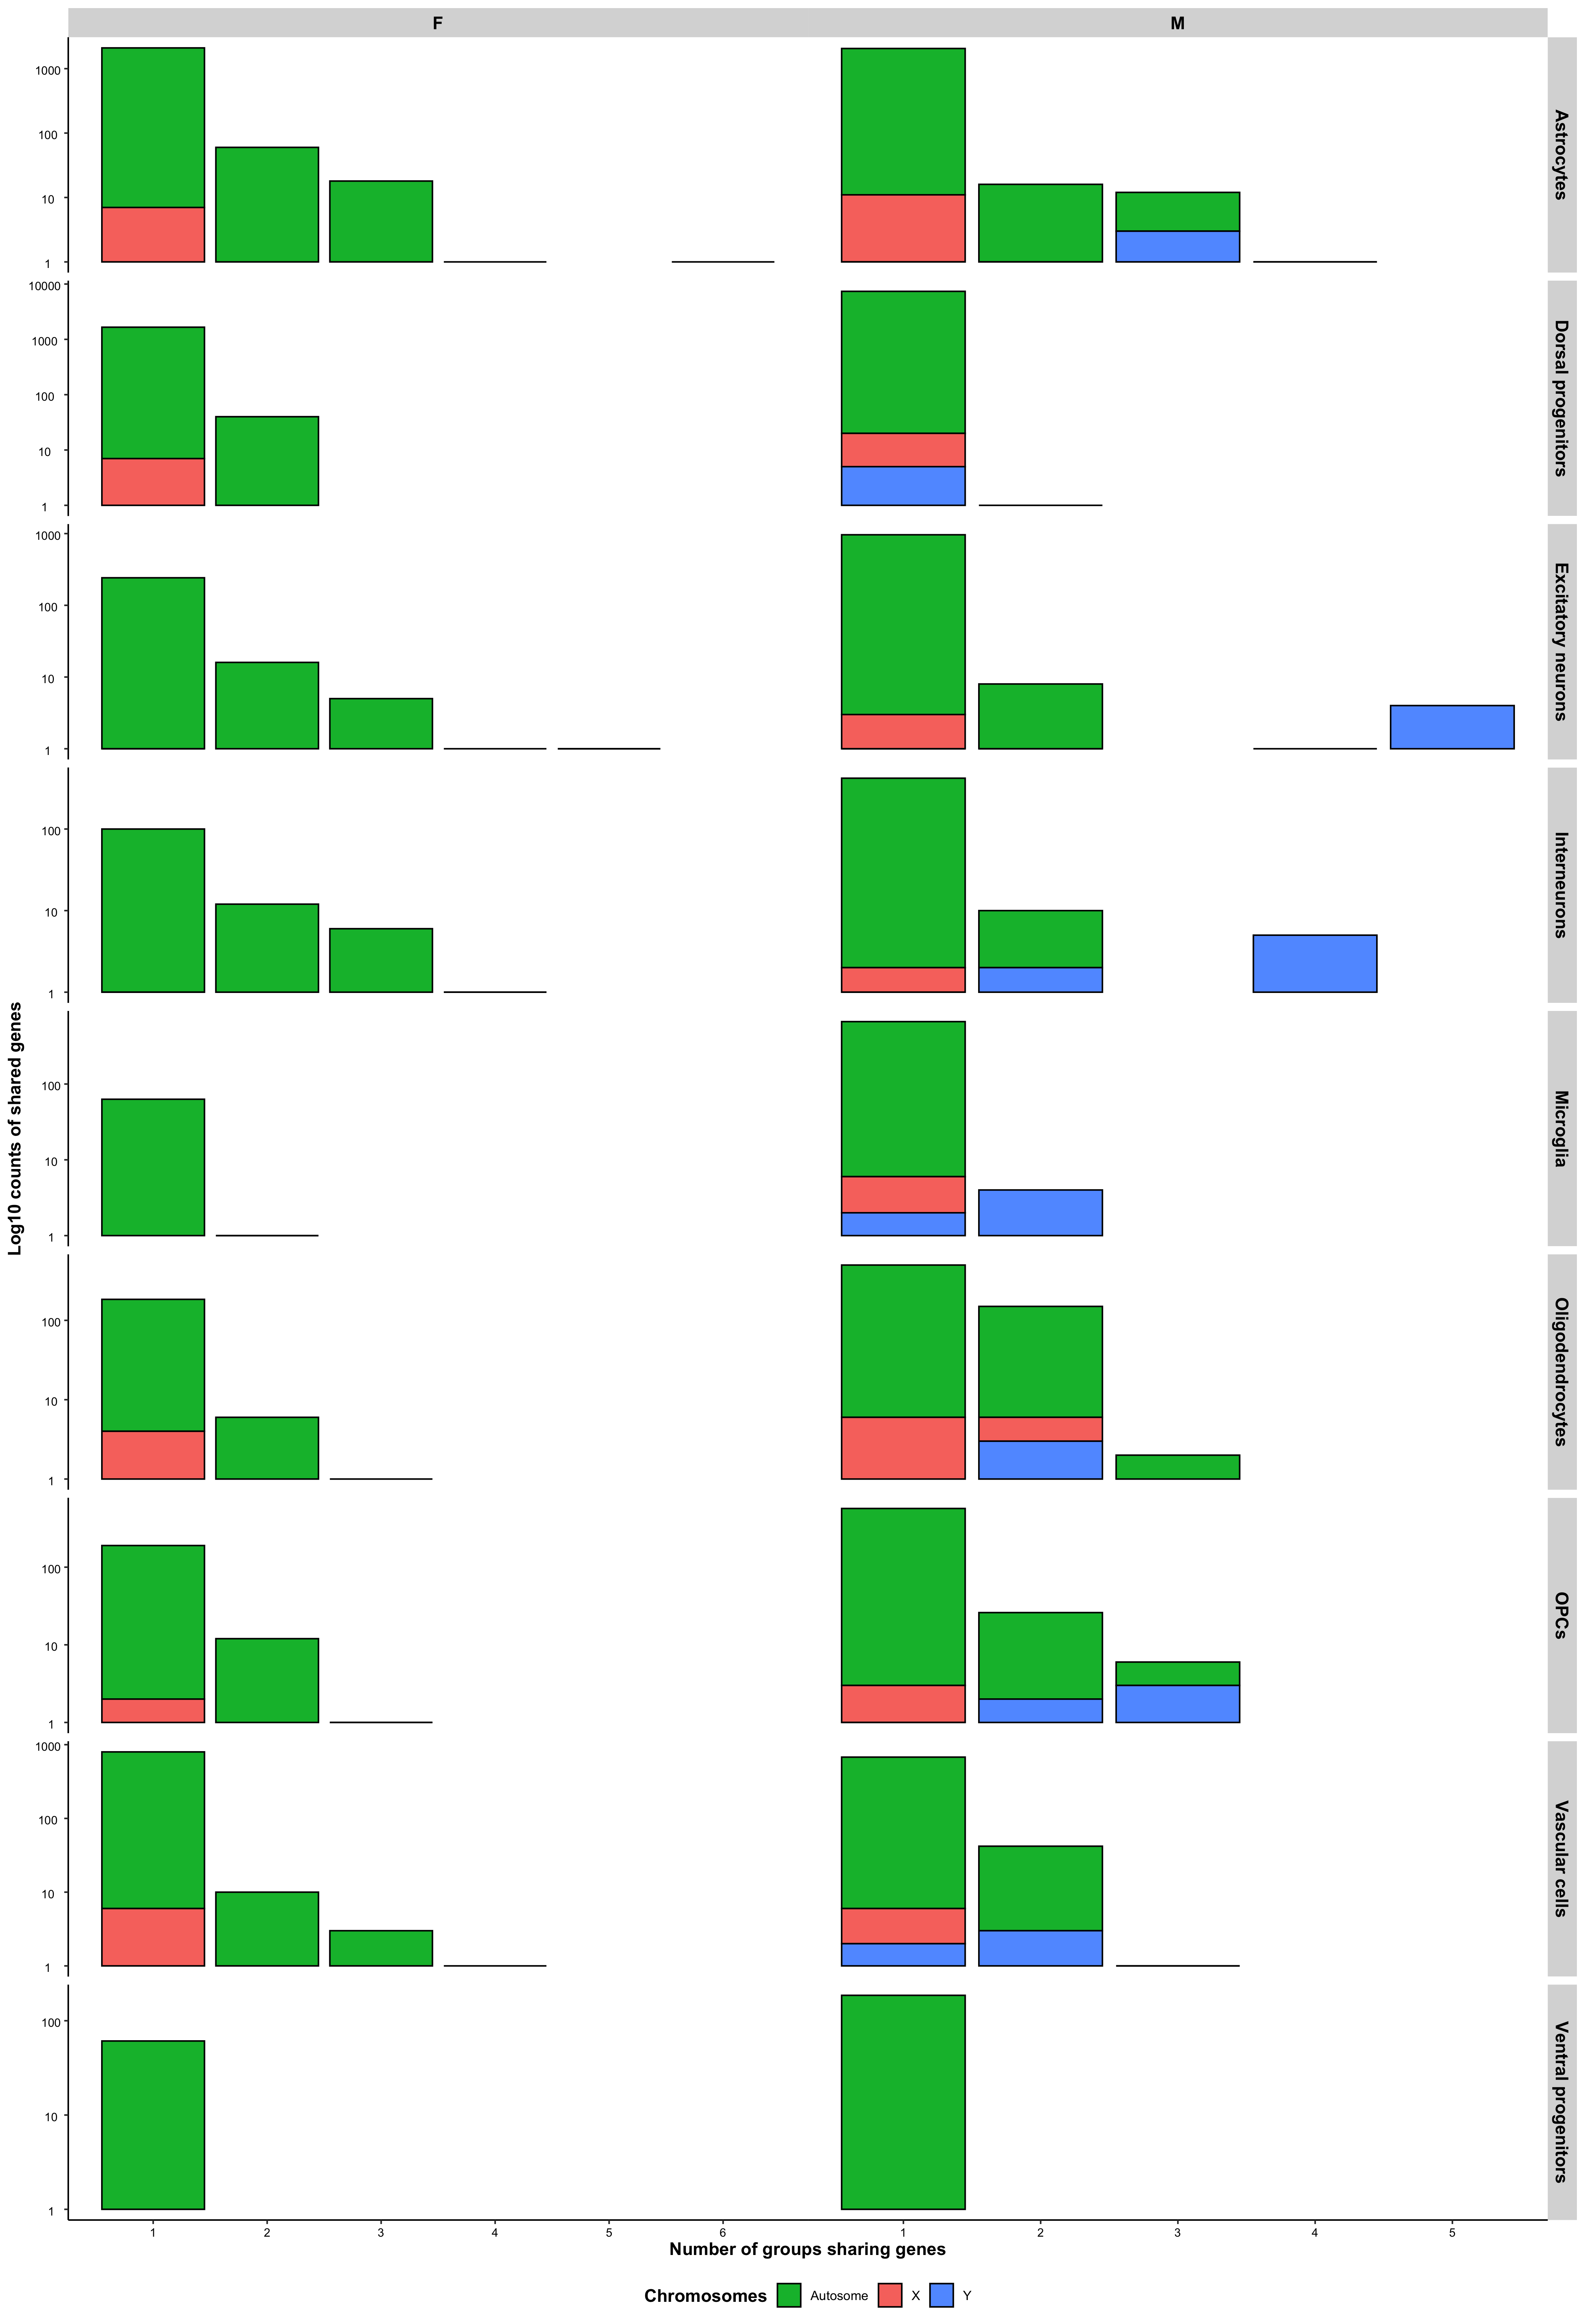 F
M
1000
100
10
1
Astrocytes
10000
1000
100
10
1
Dorsal progenitors
1000
100
10
1
Excitatory neurons
100
10
1
Interneurons
100
10
1
Microglia
100
10
1
Oligodendrocytes
100
10
1
OPCs
1000
100
10
1
Vascular cells
100
10
1
Ventral progenitors
Log10 counts of shared genes
1 2 3 4 5 6
1 2 3 4 5
Number of groups sharing genes
Chromosomes Autosome X Y